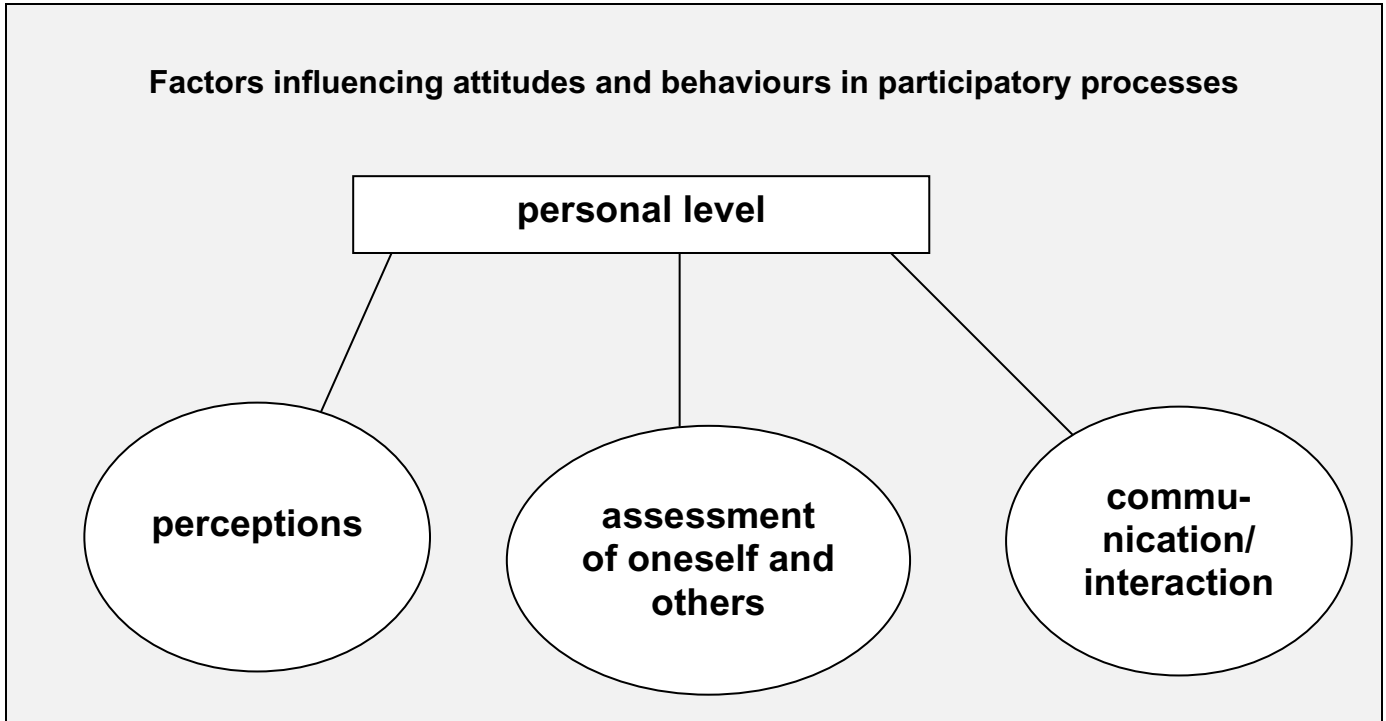 Factors influencing attitudes and behaviours in participatory processes
personal level
perceptions
assessment
of oneself and
others
commu-
nication/
interaction